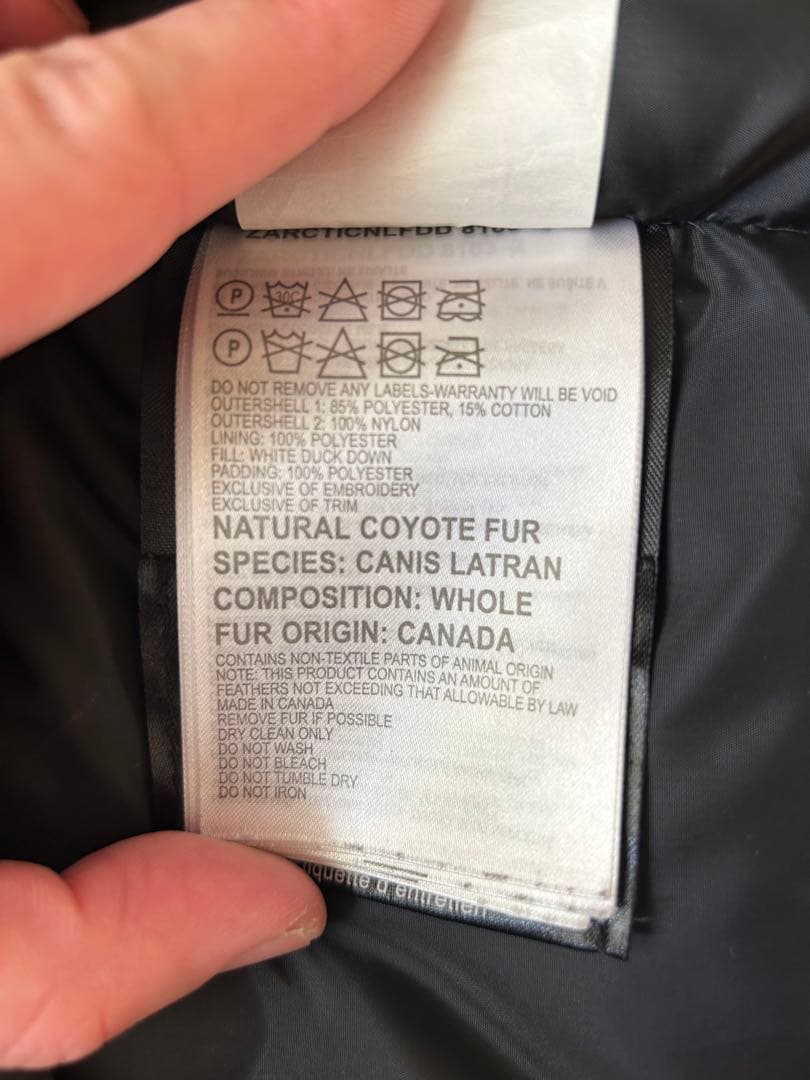 ZARCTICNLFDD
P 30C
P
DO NOT REMOVE ANY LABELS-WARRANTY WILL BE VOID
OUTERSHELL 1: 85% POLYESTER, 15% COTTON
OUTERSHELL 2: 100% NYLON
LINING: 100% POLYESTER
FILL: WHITE DUCK DOWN
PADDING: 100% POLYESTER
EXCLUSIVE OF EMBROIDERY
EXCLUSIVE OF TRIM
NATURAL COYOTE FUR
SPECIES: CANIS LATRAN
COMPOSITION: WHOLE
FUR ORIGIN: CANADA
CONTAINS NON-TEXTILE PARTS OF ANIMAL ORIGIN
NOTE: THIS PRODUCT CONTAINS AN AMOUNT OF
FEATHERS NOT EXCEEDING THAT ALLOWABLE BY LAW
MADE IN CANADA
REMOVE FUR IF POSSIBLE
DRY CLEAN ONLY
DO NOT WASH
DO NOT BLEACH
DO NOT TUMBLE DRY
DO NOT IRON
d'entretien